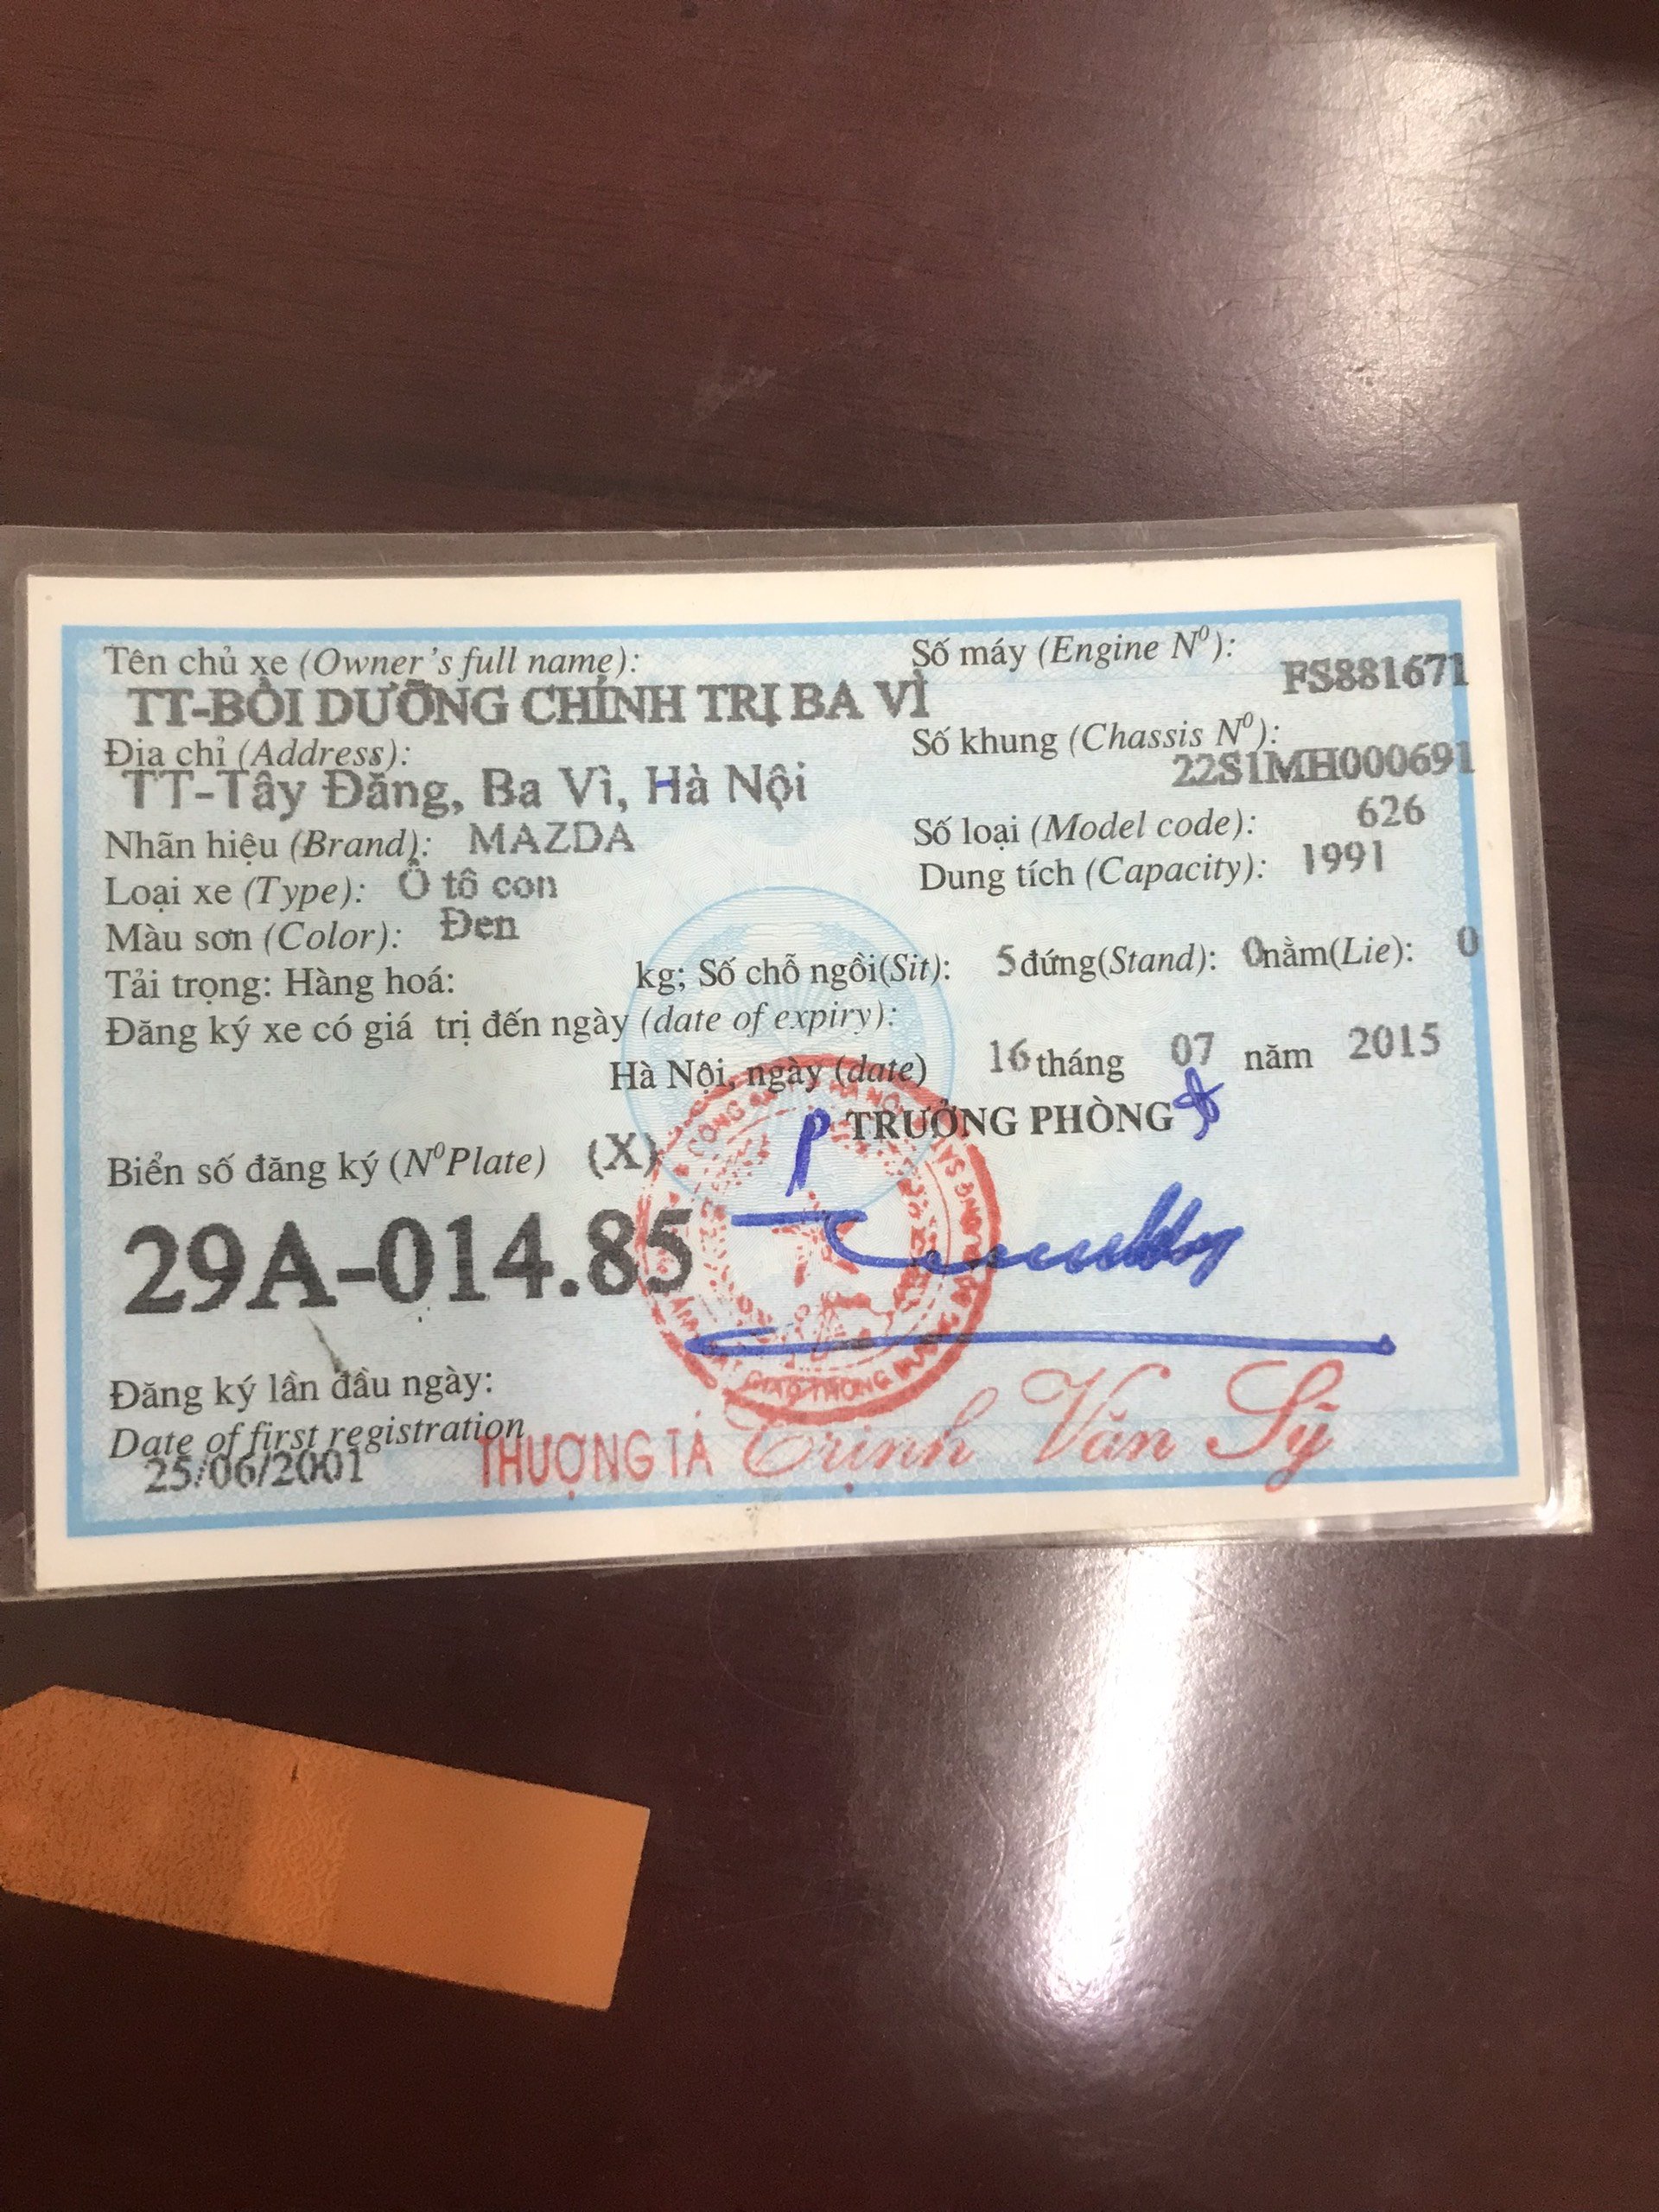 Tên chủ xe (Owner's full name):
TT-BỒI DƯỠNG CHÍNH TRỊ BA VÌ
Địa chỉ (Address):
TT-Tây Đằng, Ba Vì, Hà Nội
Nhãn hiệu (Brand): MAZDA
Loại xe (Type): Ô tô con
Màu sơn (Color): Đen
Số máy (Engine Nº):
FS881671
Số khung (Chassis Nº):
22S1MH000691
Số loại (Model code): 626
Dung tích (Capacity): 1991
Tải trọng: Hàng hoá: kg; Số chỗ ngồi(Sit): 5 đứng(Stand): 0 nằm(Lie): 0
Đăng ký xe có giá trị đến ngày (date of expiry):
Hà Nội, ngày (date) 16 tháng 07 năm 2015
P TRƯỞNG PHÒNG
Biển số đăng ký (NºPlate) (X)
29A-014.85
Đăng ký lần đầu ngày:
Date of first registration
25/06/2001
THƯỢNG TÁ Trịnh Văn Sỹ